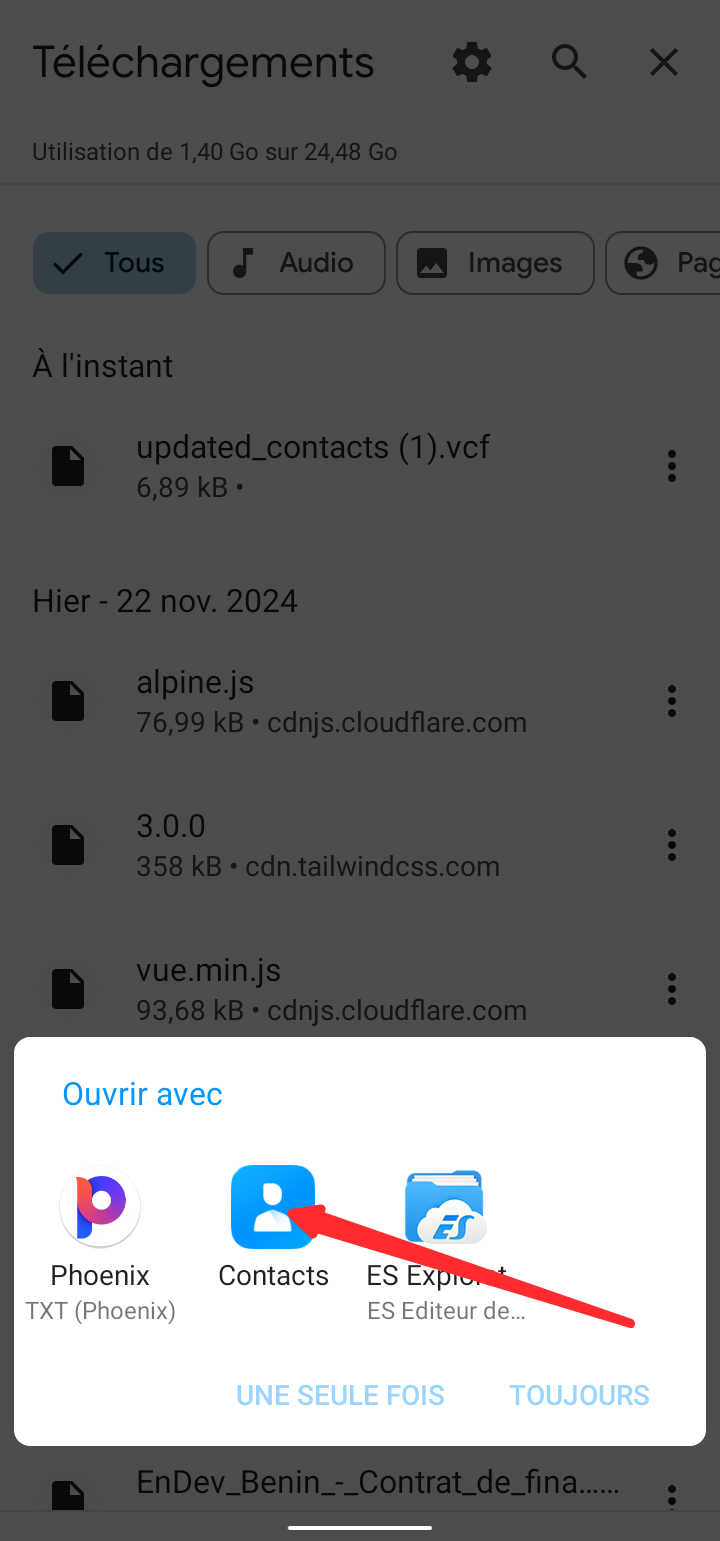 Téléchargements
Utilisation de 1,40 Go sur 24,48 Go
Tous
Audio
Images
Pag
À l'instant
updated_contacts (1).vcf
6,89 kB •
Hier - 22 nov. 2024
alpine.js
76,99 kB • cdnjs.cloudflare.com
3.0.0
358 kB • cdn.tailwindcss.com
vue.min.js
93,68 kB • cdnjs.cloudflare.com
Ouvrir avec
Phoenix
TXT (Phoenix)
Contacts
ES Explorat
ES Editeur de...
UNE SEULE FOIS
TOUJOURS
EnDev_Benin_-_Contrat_de_fina......